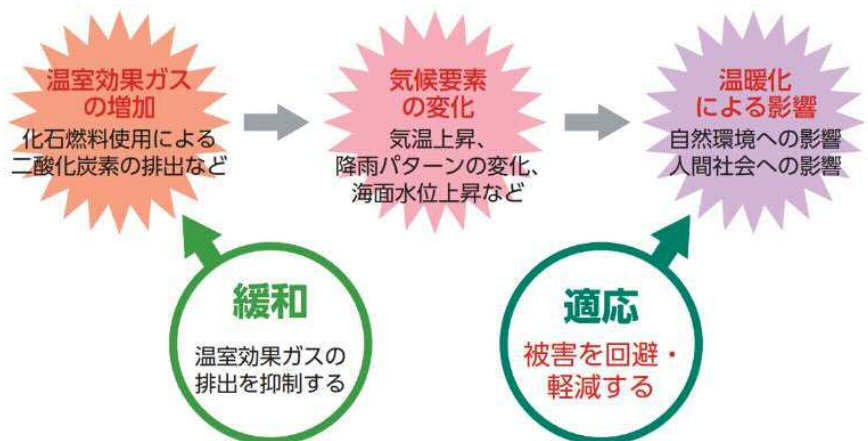 温室効果ガス
の増加
化石燃料使用による
二酸化炭素の排出など
気候要素
の変化
気温上昇、
降雨パターンの変化、
海面水位上昇など
温暖化
による影響
自然環境への影響
人間社会への影響
緩和
温室効果ガスの
排出を抑制する
適応
被害を回避・
軽減する